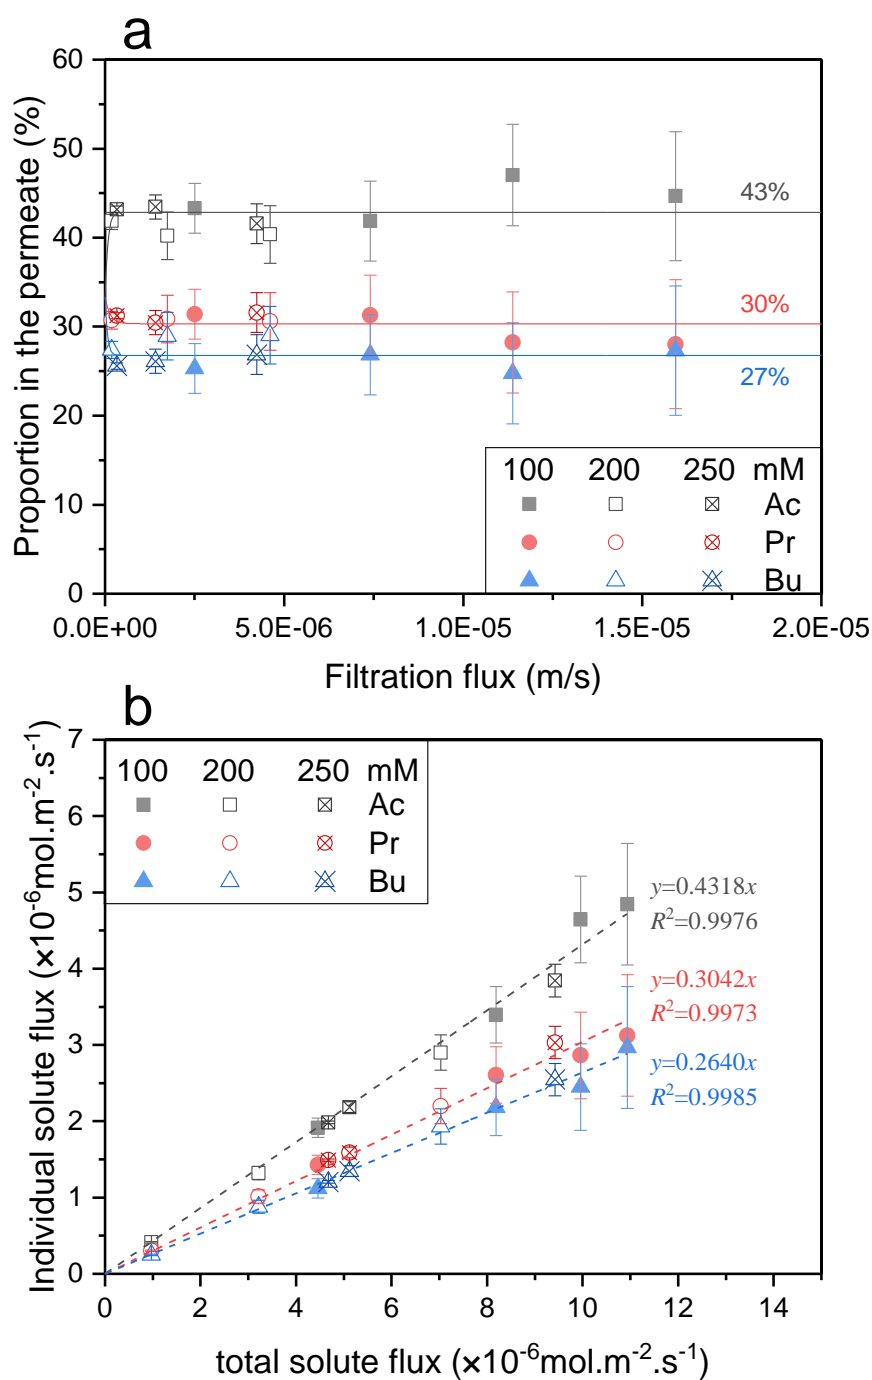 a
60
50
40
30
20
10
0
Proportion in the permeate (%)
43%
30%
27%
100 200 250 mM
Ac
Pr
Bu
0.0E+00 5.0E-06 1.0E-05 1.5E-05 2.0E-05
Filtration flux (m/s)
b
7
6
5
4
3
2
1
0
Individual solute flux (×10⁻⁶mol.m⁻².s⁻¹)
100 200 250 mM
Ac
Pr
Bu
y=0.4318x
R²=0.9976
y=0.3042x
R²=0.9973
y=0.2640x
R²=0.9985
0 2 4 6 8 10 12 14
total solute flux (×10⁻⁶mol.m⁻².s⁻¹)